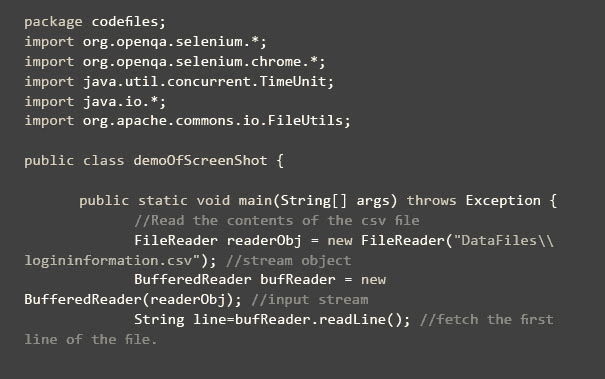 package codefiles;
import org.openqa.selenium.*;
import org.openqa.selenium.chrome.*;
import java.util.concurrent.TimeUnit;
import java.io.*;
import org.apache.commons.io.FileUtils;
public class demoOfScreenShot {
public static void main(String[] args) throws Exception {
//Read the contents of the csv file
FileReader readerObj = new FileReader("DataFiles\\
logininformation.csv"); //stream object
BufferedReader bufReader = new
BufferedReader(readerObj); //input stream
String line=bufReader.readLine(); //fetch the first
line of the file.